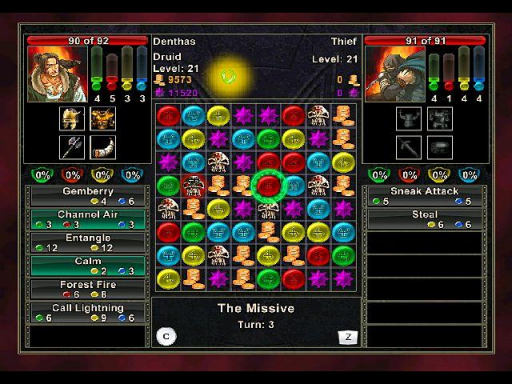 90 of 92
Denthas
Thief
91 of 91
Druid
Level: 21
Level: 21
9573
0
11520
0
4 5 3 3
4 1 4 4
0% 0% 0% 0%
0% 0% 0% 0%
Gemberry
4 6
Channel Air
3 3 3
Entangle
12 12
Calm
2 3
Forest Fire
6 8
Call Lightning
6 9 6
Sneak Attack
5 5
Steal
6 6
The Missive
Turn: 3
C
Z